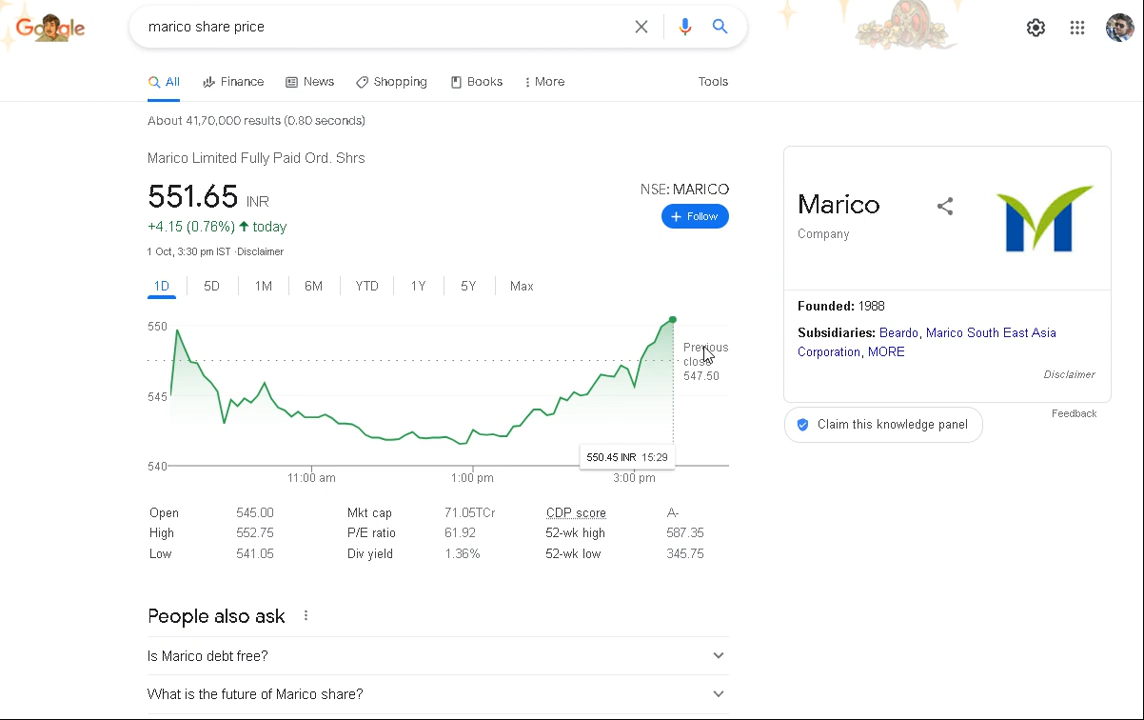 Google
marico share price
All
Finance
News
Shopping
Books
More
Tools
About 41,70,000 results (0.80 seconds)
Marico Limited Fully Paid Ord. Shrs
551.65 INR
NSE: MARICO
+4.15 (0.76%) today
+ Follow
1 Oct, 3:30 pm IST ·Disclaimer
1D
5D
1M
6M
YTD
1Y
5Y
Max
550
545
540
Previous
close
547.50
550.45 INR 15:29
11:00 am
1:00 pm
3:00 pm
Open 545.00 Mkt cap 71.05TCr CDP score A-
High 552.75 P/E ratio 61.92 52-wk high 587.35
Low 541.05 Div yield 1.36% 52-wk low 345.75
People also ask
Is Marico debt free?
What is the future of Marico share?
Marico
Company
Founded: 1988
Subsidiaries: Beardo, Marico South East Asia
Corporation, MORE
Disclaimer
Feedback
Claim this knowledge panel